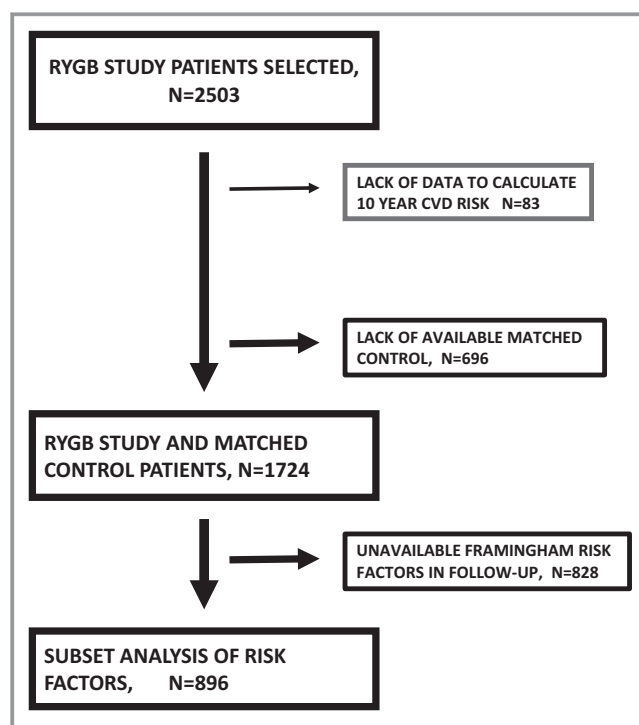 RYGB STUDY PATIENTS SELECTED,
N=2503
LACK OF DATA TO CALCULATE
10 YEAR CVD RISK N=83
LACK OF AVAILABLE MATCHED
CONTROL, N=696
RYGB STUDY AND MATCHED
CONTROL PATIENTS, N=1724
UNAVAILABLE FRAMINGHAM RISK
FACTORS IN FOLLOW-UP, N=828
SUBSET ANALYSIS OF RISK
FACTORS, N=896